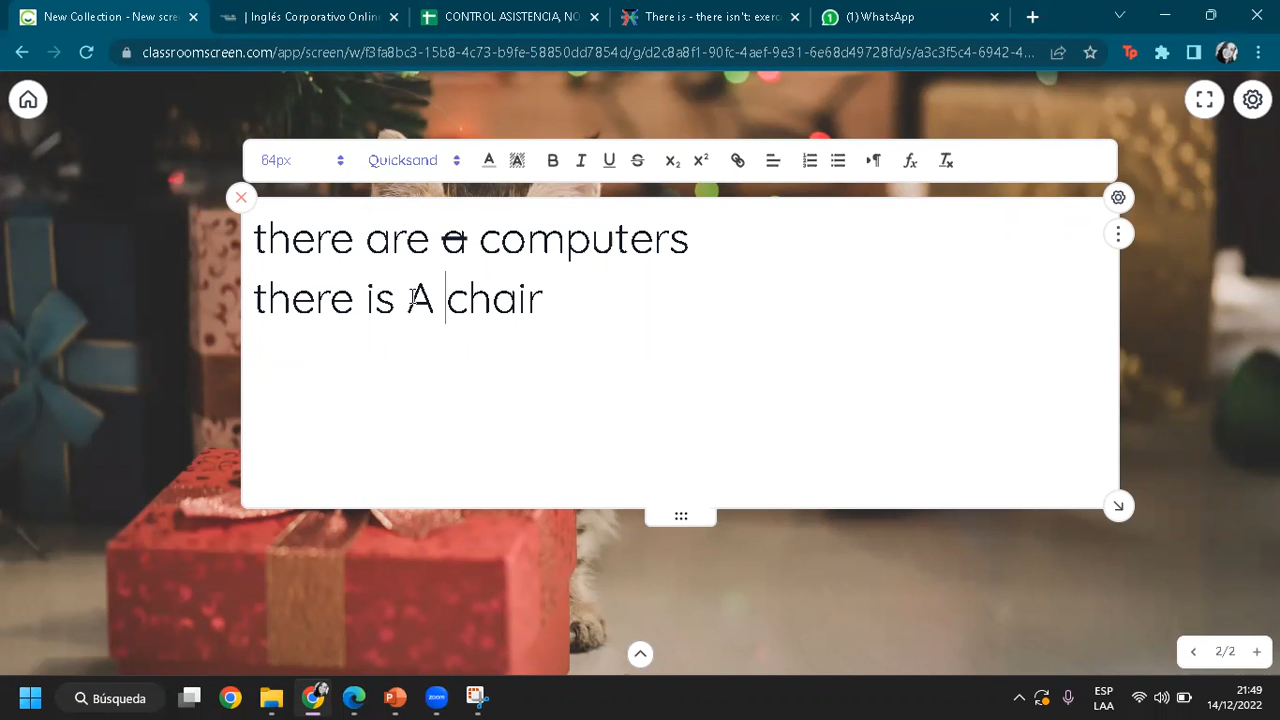 New Collection - New scre
| Inglés Corporativo Online
CONTROL ASISTENCIA, NO
There is - there isn't: exerc
(1) WhatsApp
classroomscreen.com/app/screen/w/f3fa8bc3-15b8-4c73-b9fe-58850dd7854d/g/d2c8a8f1-90fc-4aef-9e31-6e68d49728fd/s/a3c3f5c4-6942-4...
64px Quicksand
there are a computers
there is A chair
2/2
Búsqueda
zoom
ESP
LAA
21:49
14/12/2022